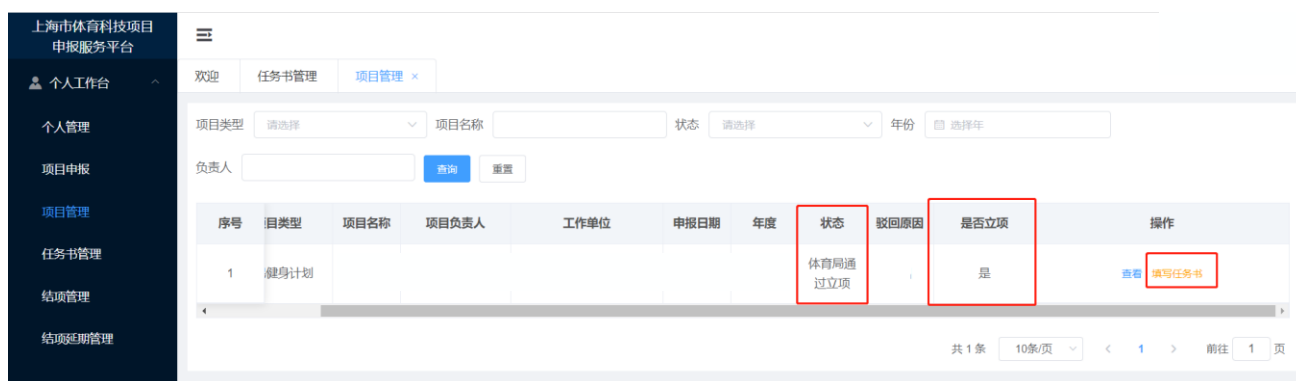 上海市体育科技项目
申报服务平台
个人工作台
个人管理
项目申报
项目管理
任务书管理
结项管理
结项延期管理
欢迎 任务书管理 项目管理 ×
项目类型 请选择 项目名称 状态 请选择 年份 选择年
负责人 查询 重置
序号 目类型 项目名称 项目负责人 工作单位 申报日期 年度 状态 驳回原因 是否立项 操作
1 健身计划 体育局通 是 查看 填写任务书
过立项
共 1 条 10条/页 < 1 > 前往 1 页